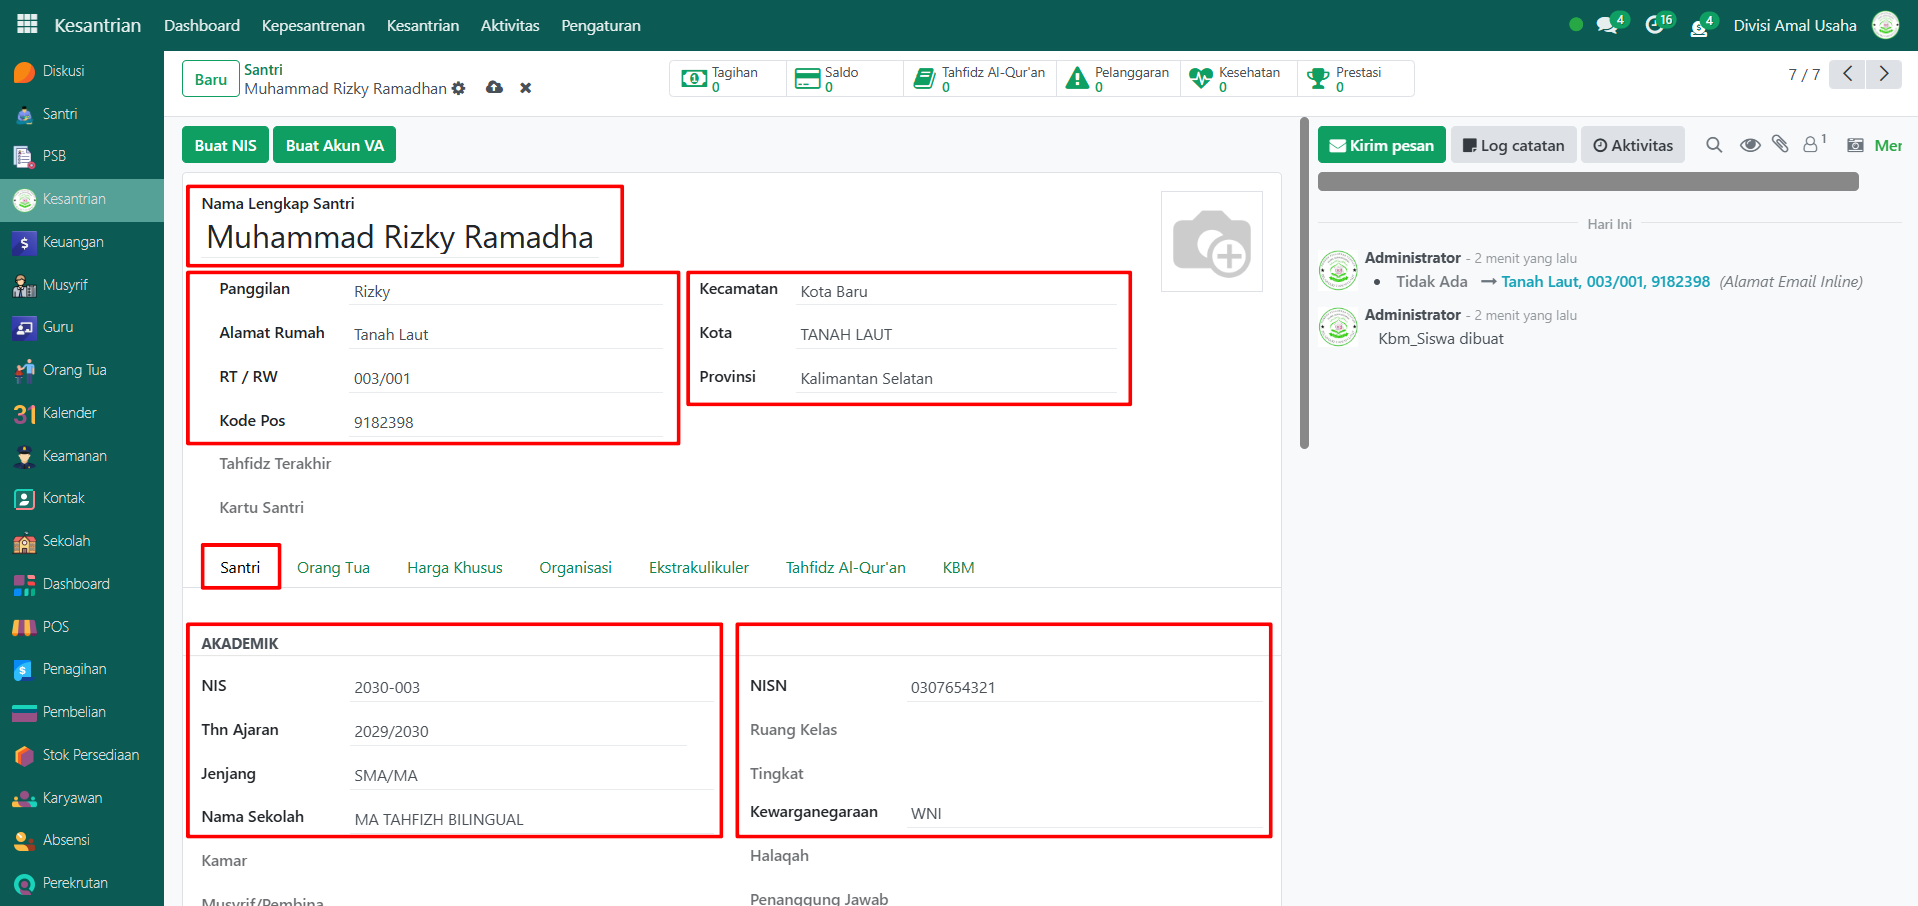 Kesantrian
Dashboard
Kepesantrenan
Kesantrian
Aktivitas
Pengaturan
4
16
4
Divisi Amal Usaha
Diskusi
Santri
PSB
Kesantrian
Keuangan
Musyrif
Guru
Orang Tua
Kalender
Keamanan
Kontak
Sekolah
Dashboard
POS
Penagihan
Pembelian
Stok Persediaan
Karyawan
Absensi
Perekrutan
Baru
Santri
Muhammad Rizky Ramadhan
Tagihan
0
Saldo
0
Tahfidz Al-Qur'an
0
Pelanggaran
0
Kesehatan
0
Prestasi
0
7 / 7
Buat NIS
Buat Akun VA
Nama Lengkap Santri
Muhammad Rizky Ramadha
Panggilan Rizky
Alamat Rumah Tanah Laut
RT / RW 003/001
Kode Pos 9182398
Tahfidz Terakhir
Kartu Santri
Kecamatan Kota Baru
Kota TANAH LAUT
Provinsi Kalimantan Selatan
Santri
Orang Tua
Harga Khusus
Organisasi
Ekstrakulikuler
Tahfidz Al-Qur'an
KBM
AKADEMIK
NIS 2030-003
Thn Ajaran 2029/2030
Jenjang SMA/MA
Nama Sekolah MA TAHFIZH BILINGUAL
Kamar
Musyrif/Pembina
NISN 0307654321
Ruang Kelas
Tingkat
Kewarganegaraan WNI
Halaqah
Penanggung Jawab
Kirim pesan
Log catatan
Aktivitas
1
Mer
Hari Ini
Administrator - 2 menit yang lalu
Tidak Ada → Tanah Laut, 003/001, 9182398 (Alamat Email Inline)
Administrator - 2 menit yang lalu
Kbm_Siswa dibuat